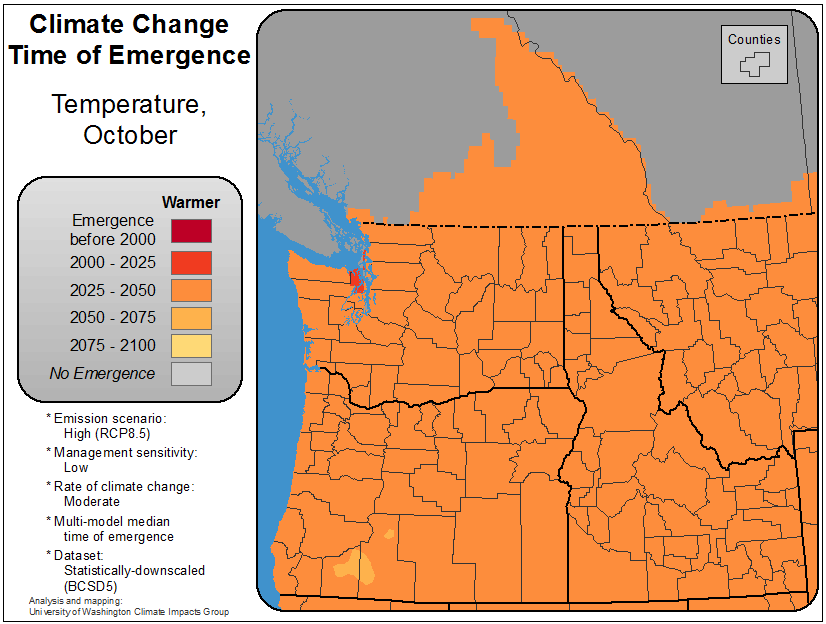 Climate Change
Time of Emergence
Temperature,
October
Warmer
Emergence
before 2000
2000 - 2025
2025 - 2050
2050 - 2075
2075 - 2100
No Emergence
* Emission scenario:
High (RCP8.5)
* Management sensitivity:
Low
* Rate of climate change:
Moderate
* Multi-model median
time of emergence
* Dataset:
Statistically-downscaled
(BCSD5)
Analysis and mapping:
University of Washington Climate Impacts Group
Counties